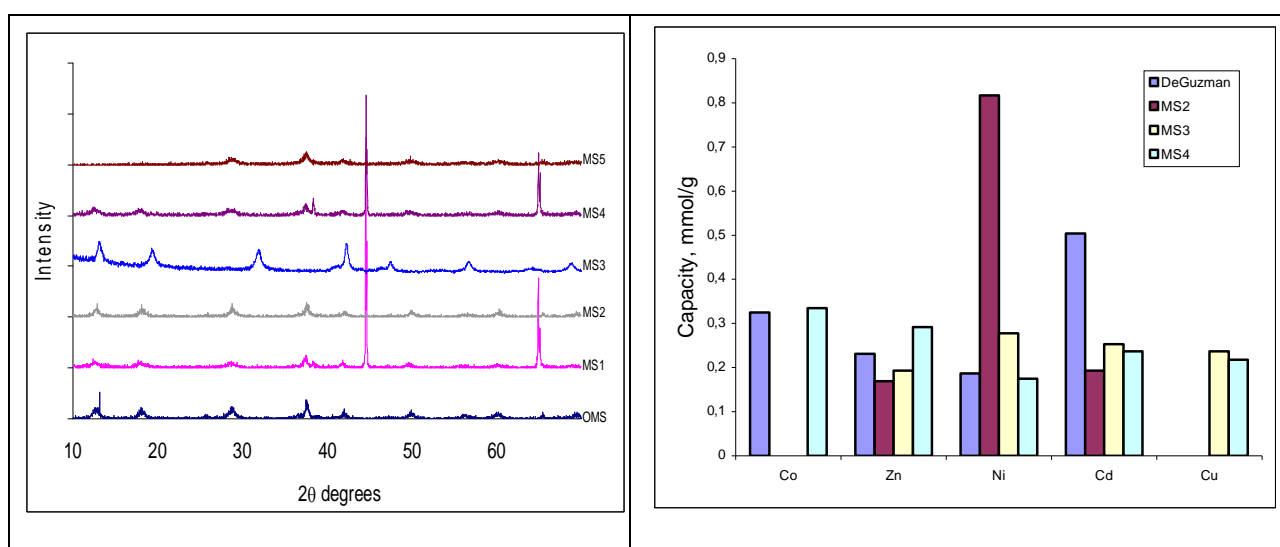 Intensity
MS5
MS4
MS3
MS2
MS1
OMS
10 20 30 40 50 60
2θ degrees
Capacity, mmol/g
0,9
0,8
0,7
0,6
0,5
0,4
0,3
0,2
0,1
0
Co Zn Ni Cd Cu
DeGuzman
MS2
MS3
MS4